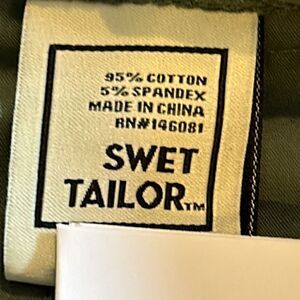 95% COTTON
5% SPANDEX
MADE IN CHINA
RN#146081
SWET
TAILOR™